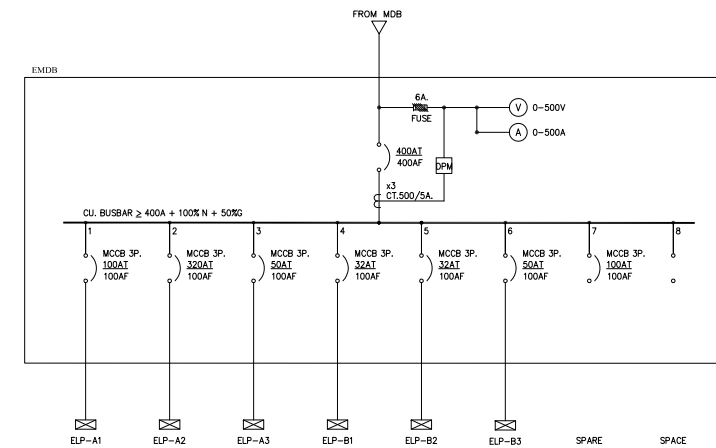 FROM MDB
EMDB
6A.
FUSE
V 0-500V
A 0-500A
400AT
400AF
DPM
x3
CT.500/5A.
CU. BUSBAR ≥ 400A + 100% N + 50%G
1 2 3 4 5 6 7 8
MCCB 3P. MCCB 3P. MCCB 3P. MCCB 3P. MCCB 3P. MCCB 3P. MCCB 3P.
100AT 320AT 50AT 32AT 32AT 50AT 100AT
100AF 100AF 100AF 100AF 100AF 100AF 100AF
ELP-A1 ELP-A2 ELP-A3 ELP-B1 ELP-B2 ELP-B3 SPARE SPACE